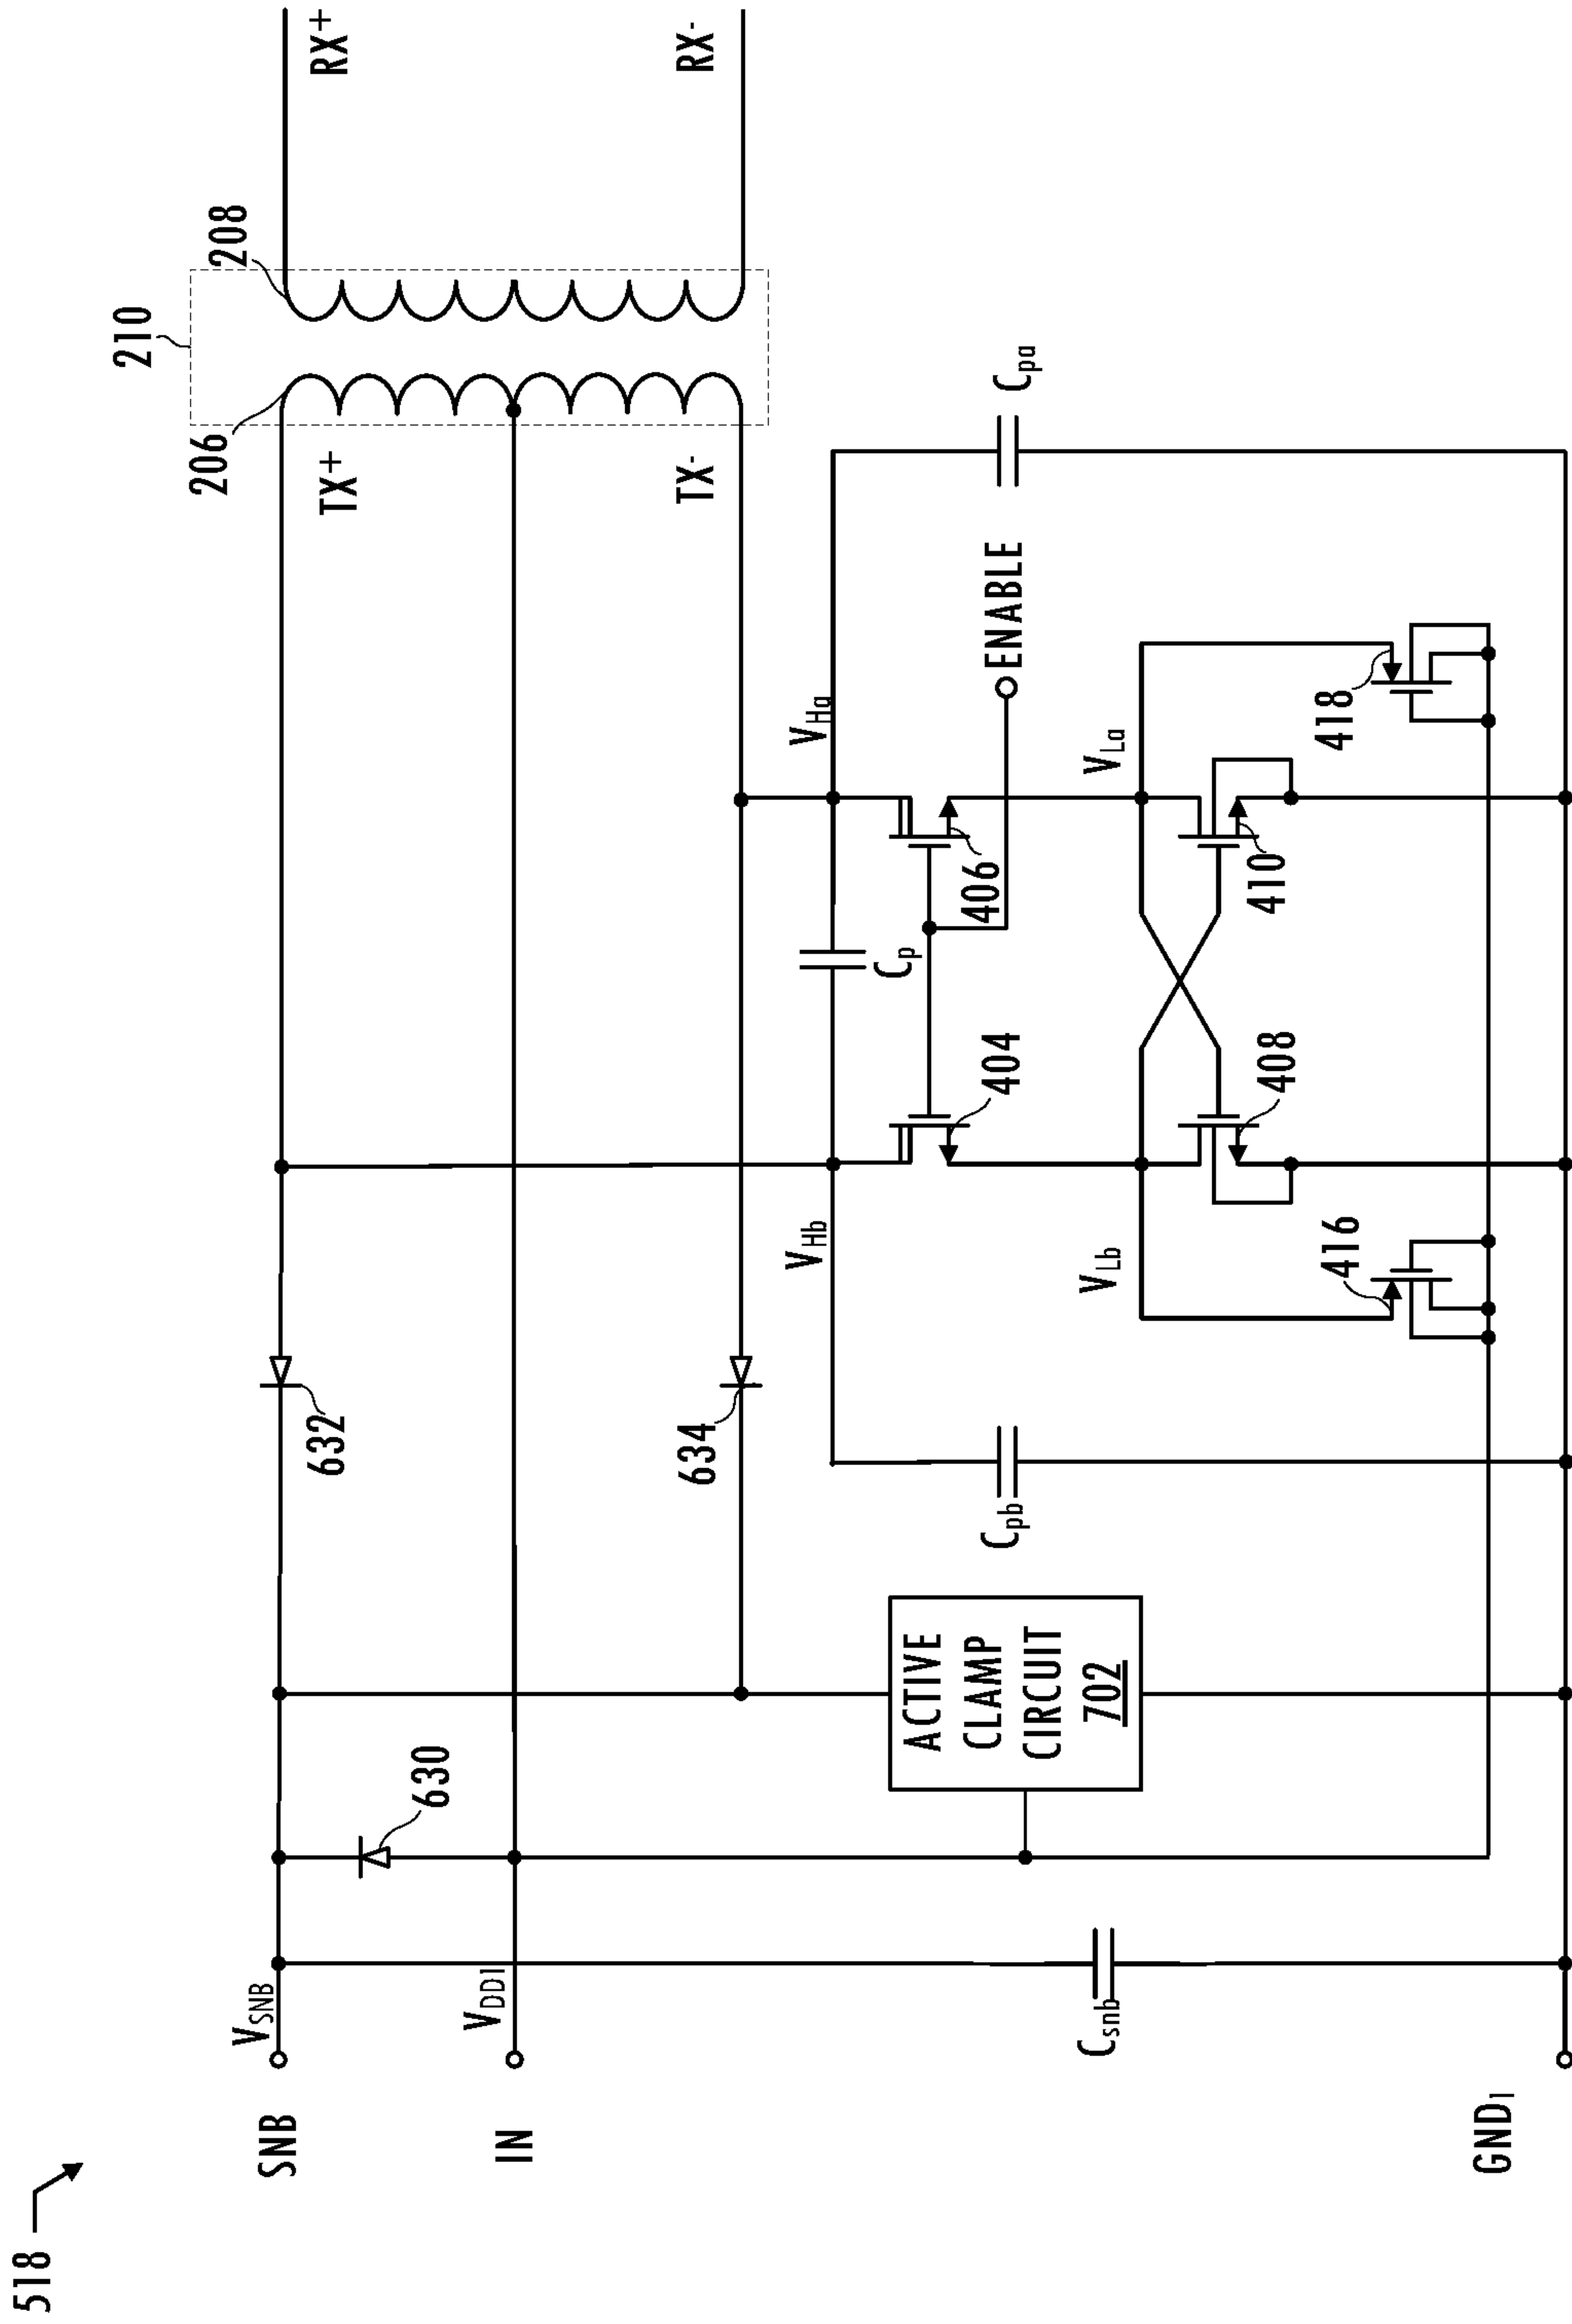 518
SNB
IN
GND1
VSNB
VDD1
630
632
634
Csnb
ACTIVE
CLAMP
CIRCUIT
702
Cpb
VHb
VLb
416
404
408
Cp
VHa
406
ENABLE
VLa
410
418
Cpa
TX+
TX-
206
210
208
RX+
RX-